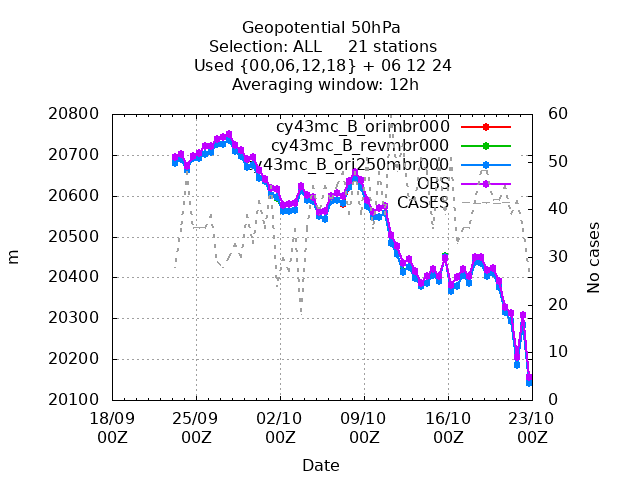 Geopotential 50hPa
Selection: ALL 21 stations
Used {00,06,12,18} + 06 12 24
Averaging window: 12h
cy43mc_B_orimbr000
cy43mc_B_revmbr000
y43mc_B_ori250mbr000
OBS
CASES
20800
20700
20600
20500
20400
20300
20200
20100
m
60
50
40
30
20
10
0
No cases
18/09 25/09 02/10 09/10 16/10 23/10
00Z 00Z 00Z 00Z 00Z 00Z
Date